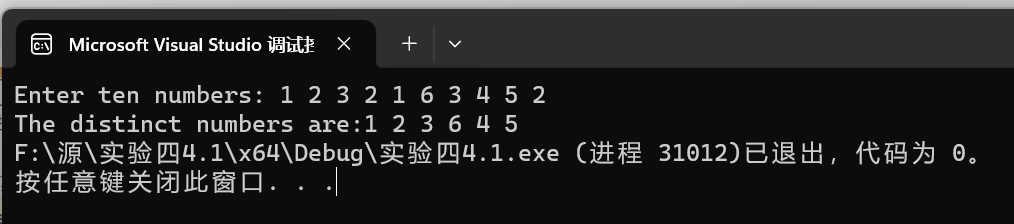 Microsoft Visual Studio 调试
Enter ten numbers: 1 2 3 2 1 6 3 4 5 2
The distinct numbers are:1 2 3 6 4 5
F:\源\实验四4.1\x64\Debug\实验四4.1.exe (进程 31012)已退出，代码为 0。
按任意键关闭此窗口. . .